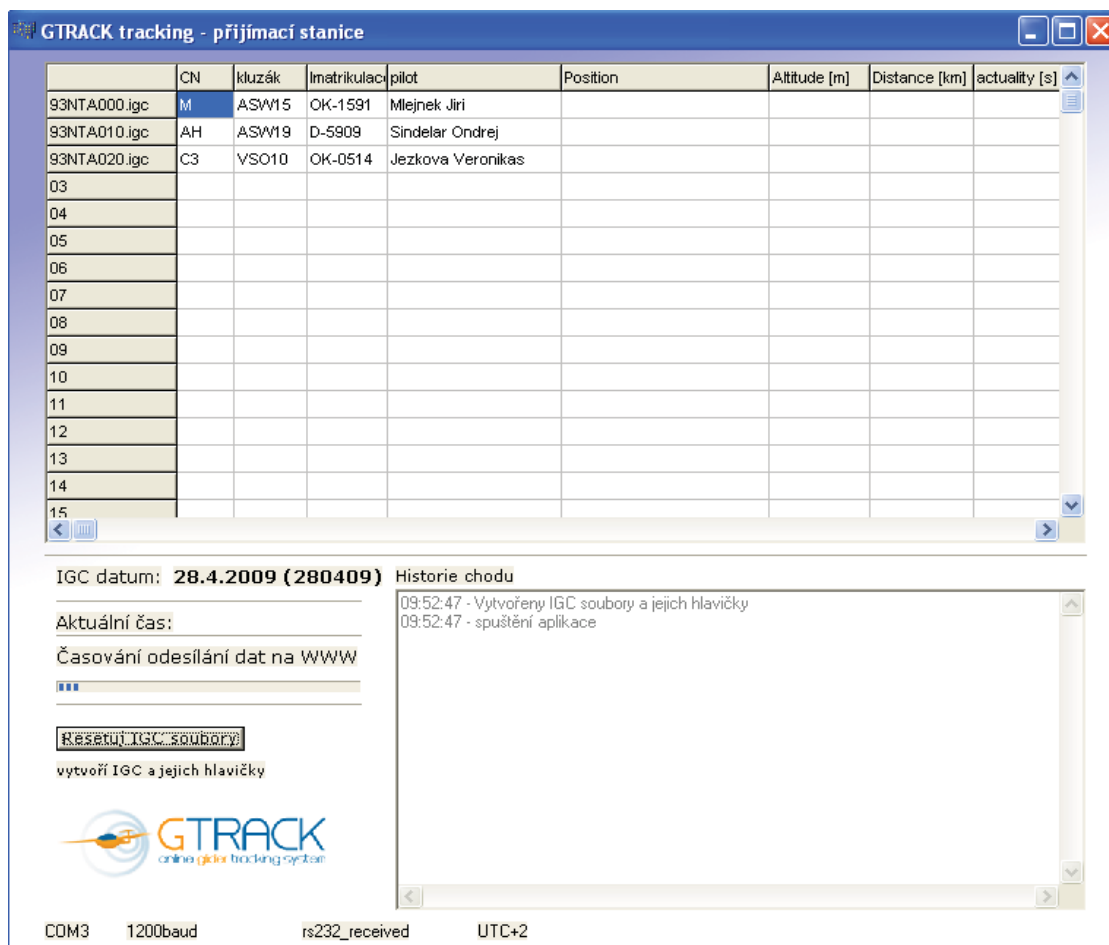 GTRACK tracking - přijímací stanice
CN kluzák Imatrikulac pilot Position Altitude [m] Distance [km] actuality [s]
93NTA000.igc M ASW15 OK-1591 Mlejnek Jiri
93NTA010.igc AH ASW19 D-5909 Sindelar Ondrej
93NTA020.igc C3 VSO10 OK-0514 Jezkova Veronikas
03
04
05
06
07
08
09
10
11
12
13
14
15
IGC datum: 28.4.2009 (280409)
Historie chodu
09:52:47 - Vytvořeny IGC soubory a jejich hlavičky
09:52:47 - spuštění aplikace
Aktuální čas:
Časování odesílání dat na WWW
Resetuj IGC soubory
vytvoří IGC a jejich hlavičky
GTRACK
online glider tracking system
COM3 1200baud rs232_received UTC+2